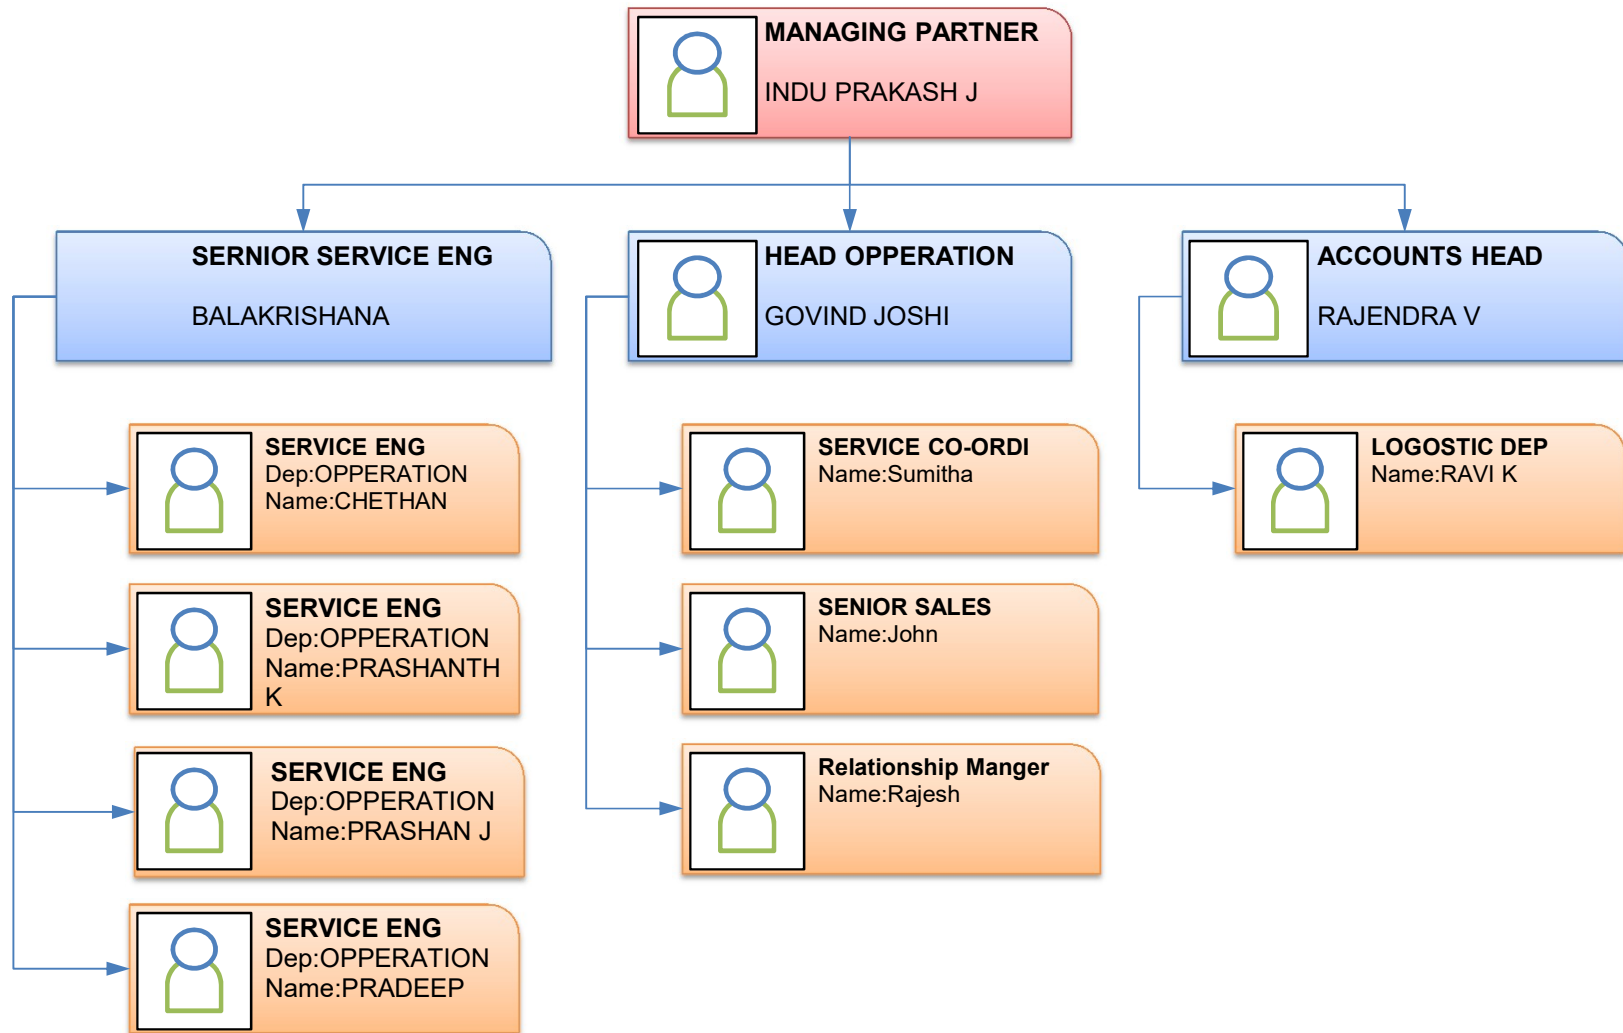 MANAGING PARTNER
INDU PRAKASH J
SERNIOR SERVICE ENG
BALAKRISHANA
HEAD OPPERATION
GOVIND JOSHI
ACCOUNTS HEAD
RAJENDRA V
SERVICE ENG
Dep:OPPERATION
Name:CHETHAN
SERVICE ENG
Dep:OPPERATION
Name:PRASHANTH
K
SERVICE ENG
Dep:OPPERATION
Name:PRASHAN J
SERVICE ENG
Dep:OPPERATION
Name:PRADEEP
SERVICE CO-ORDI
Name:Sumitha
SENIOR SALES
Name:John
Relationship Manger
Name:Rajesh
LOGOSTIC DEP
Name:RAVI K